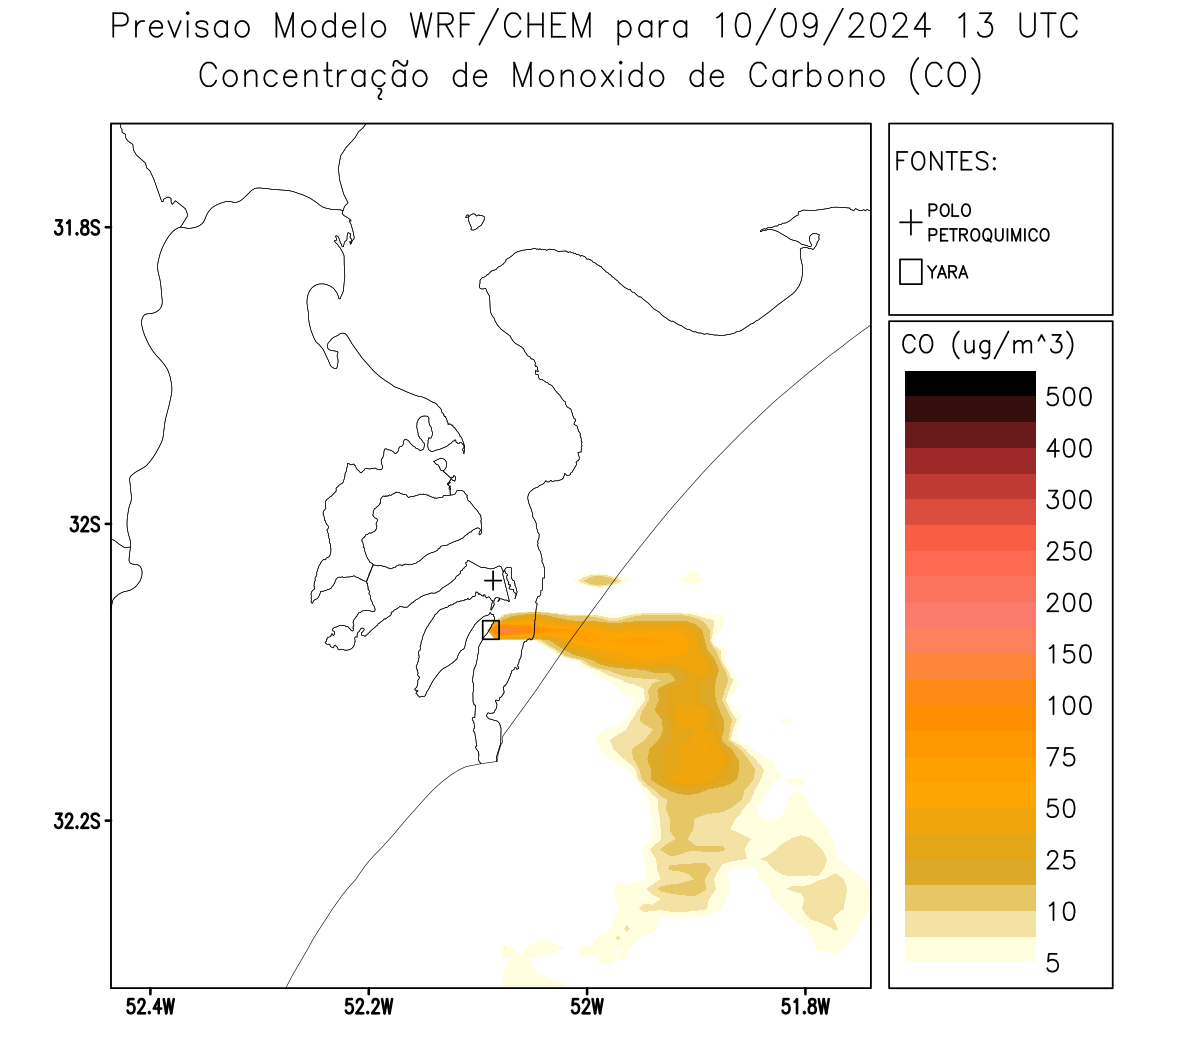 Previsao Modelo WRF/CHEM para 10/09/2024 13 UTC
Concentração de Monoxido de Carbono (CO)
FONTES:
POLO
PETROQUIMICO
YARA
CO (ug/m^3)
500
400
300
250
200
150
100
75
50
25
10
5
31.8S
32S
32.2S
52.4W
52.2W
52W
51.8W